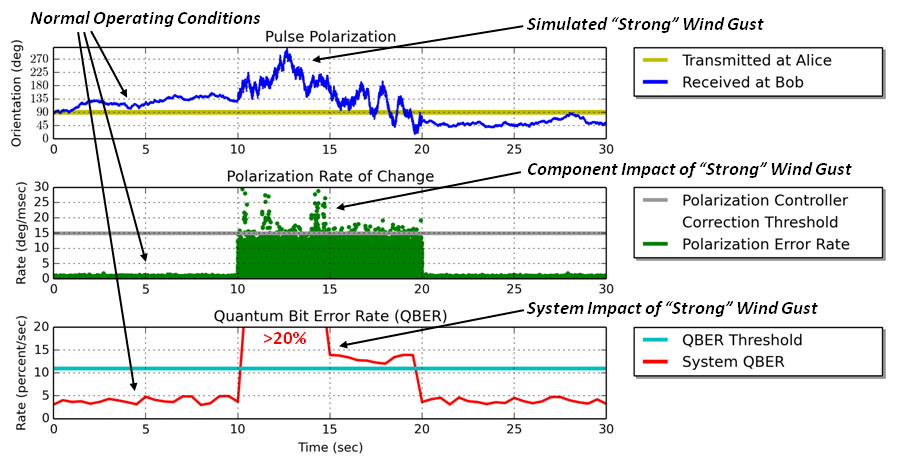 Normal Operating Conditions
Simulated “Strong” Wind Gust
Pulse Polarization
Orientation (deg)
270
225
180
135
90
45
0
0 5 10 15 20 25 30
Transmitted at Alice
Received at Bob
Component Impact of “Strong” Wind Gust
Polarization Rate of Change
Rate (deg/msec)
30
25
20
15
10
5
0
0 5 10 15 20 25 30
Polarization Controller
Correction Threshold
Polarization Error Rate
System Impact of “Strong” Wind Gust
Quantum Bit Error Rate (QBER)
>20%
Rate (percent/sec)
20
15
10
5
0
0 5 10 15 20 25 30
Time (sec)
QBER Threshold
System QBER